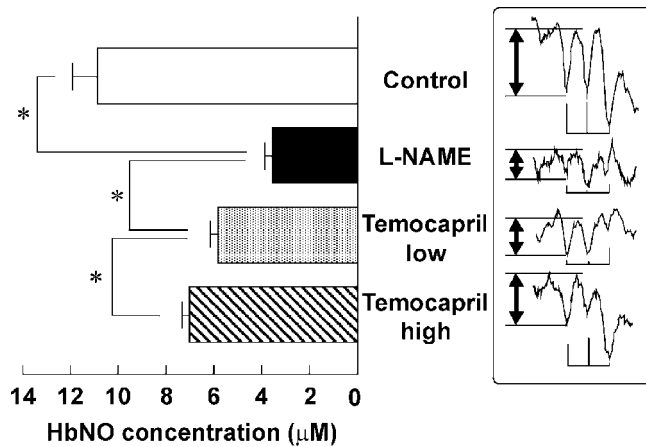 Control
*
L-NAME
*
Temocapril
low
*
Temocapril
high
14 12 10 8 6 4 2 0
HbNO concentration (μM)